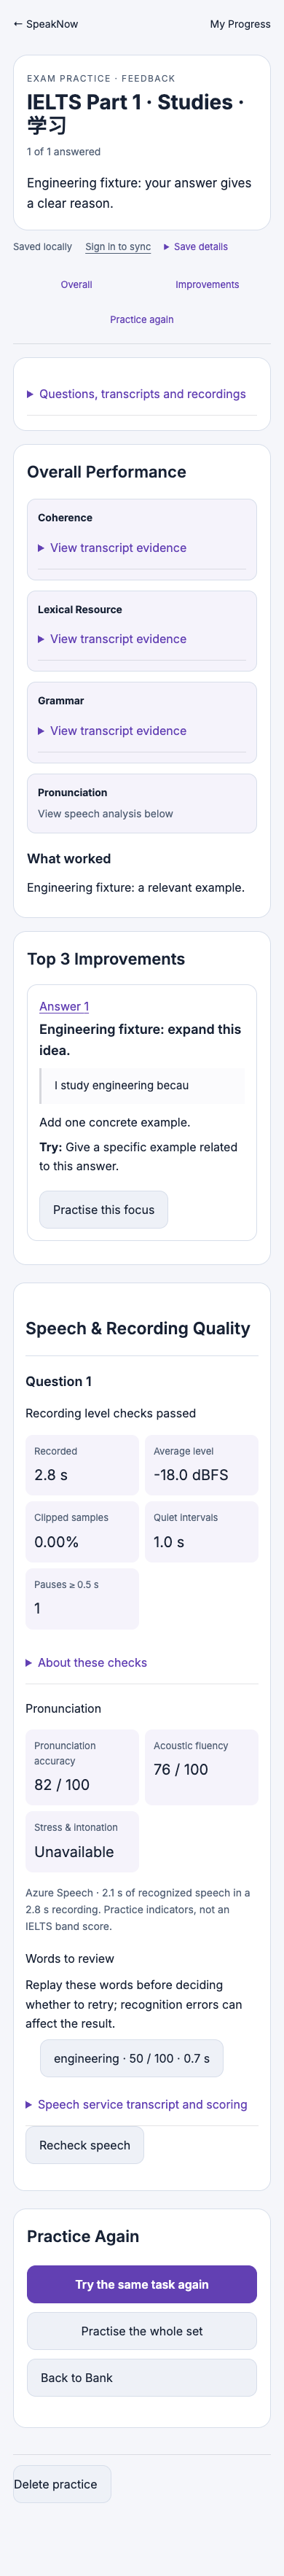 ← SpeakNow
My Progress
EXAM PRACTICE · FEEDBACK
IELTS Part 1 · Studies ·
学习
1 of 1 answered
Engineering fixture: your answer gives
a clear reason.
Saved locally
Sign in to sync
▶ Save details
Overall
Improvements
Practice again
▶ Questions, transcripts and recordings
Overall Performance
Coherence
▶ View transcript evidence
Lexical Resource
▶ View transcript evidence
Grammar
▶ View transcript evidence
Pronunciation
View speech analysis below
What worked
Engineering fixture: a relevant example.
Top 3 Improvements
Answer 1
Engineering fixture: expand this
idea.
I study engineering becau
Add one concrete example.
Try: Give a specific example related
to this answer.
Practise this focus
Speech & Recording Quality
Question 1
Recording level checks passed
Recorded
2.8 s
Average level
-18.0 dBFS
Clipped samples
0.00%
Quiet intervals
1.0 s
Pauses ≥ 0.5 s
1
▶ About these checks
Pronunciation
Pronunciation
accuracy
82 / 100
Acoustic fluency
76 / 100
Stress & intonation
Unavailable
Azure Speech · 2.1 s of recognized speech in a
2.8 s recording. Practice indicators, not an
IELTS band score.
Words to review
Replay these words before deciding
whether to retry; recognition errors can
affect the result.
engineering · 50 / 100 · 0.7 s
▶ Speech service transcript and scoring
Recheck speech
Practice Again
Try the same task again
Practise the whole set
Back to Bank
Delete practice